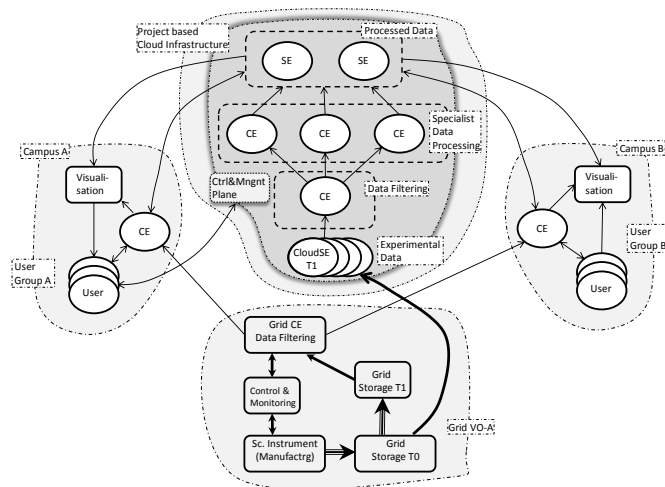 Project based
Cloud Infrastructure
Processed Data
SE
SE
CE
CE
CE
Specialist
Data
Processing
Campus A
Campus B
Visualisation
Visuali-
sation
Ctrl&Mngnt
Plane
Data Filtering
CE
CE
CE
CloudSE
T1
Experimental
Data
User
Group A
User
User
Group B
User
Grid CE
Data Filtering
Grid
Storage T1
Control &
Monitoring
Grid VO-A
Sc. Instrument
(Manufactrg)
Grid
Storage T0